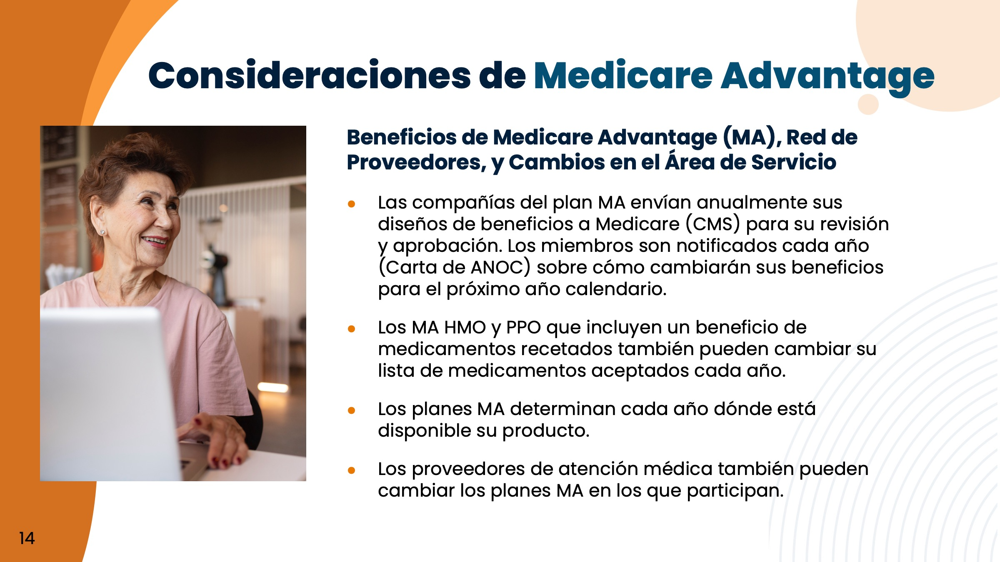 Consideraciones de Medicare Advantage
Beneficios de Medicare Advantage (MA), Red de
Proveedores, y Cambios en el Área de Servicio
• Las compañías del plan MA envían anualmente sus
diseños de beneficios a Medicare (CMS) para su revisión
y aprobación. Los miembros son notificados cada año
(Carta de ANOC) sobre cómo cambiarán sus beneficios
para el próximo año calendario.
• Los MA HMO y PPO que incluyen un beneficio de
medicamentos recetados también pueden cambiar su
lista de medicamentos aceptados cada año.
• Los planes MA determinan cada año dónde está
disponible su producto.
• Los proveedores de atención médica también pueden
cambiar los planes MA en los que participan.
14